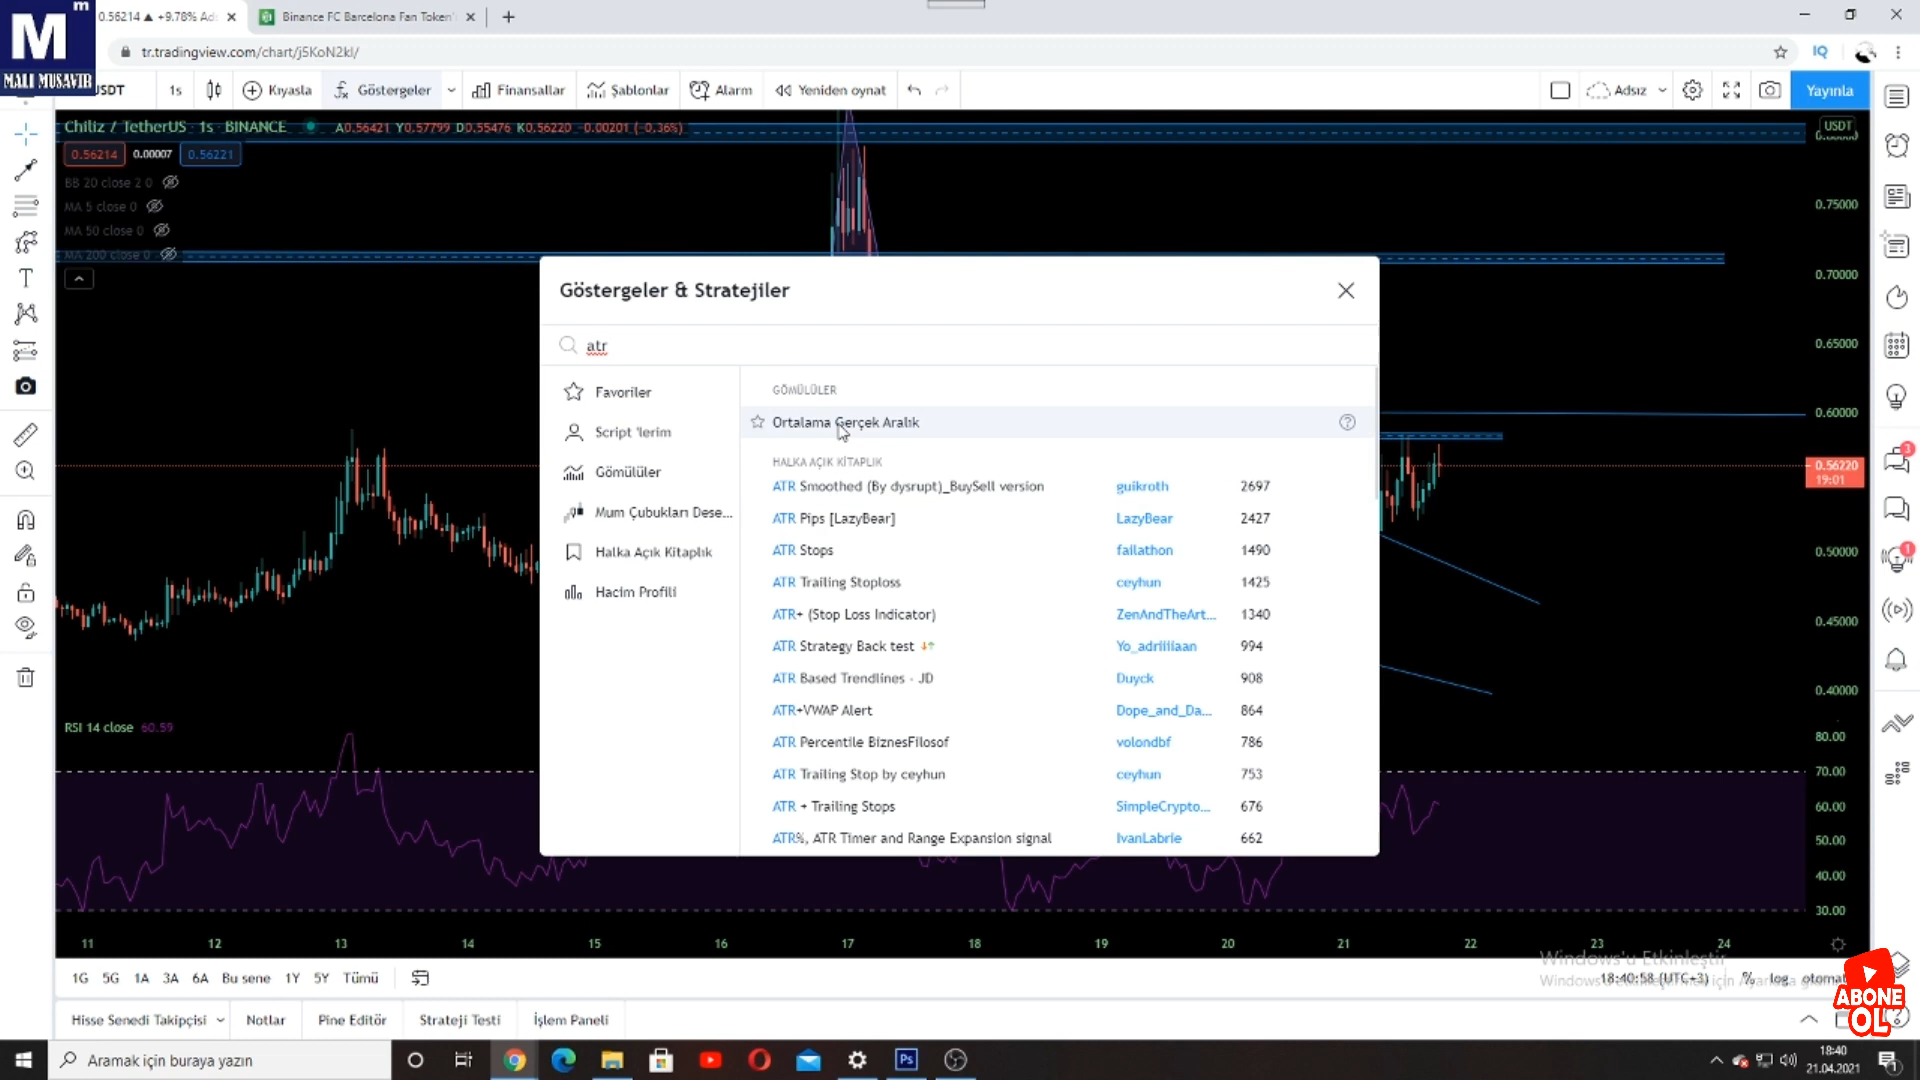 m
M
MALI MUSAVIR
0.56214 ▲ +9.78% Ad
Binance FC Barcelona Fan Token'
tr.tradingview.com/chart/j5KoN2kI/
IQ
SDT
1s
Kıyasla
Göstergeler
Finansallar
Şablonlar
Alarm
Yeniden oynat
Adsız
Yayınla
Chiliz / TetherUS · 1s · BINANCE
A0.56421 Y0.57799 D0.55476 K0.56220 -0.00201 (-0.36%)
USDT
0.56214
0.00007
0.56221
BB 20 close 2 0
MA 5 close 0
MA 50 close 0
MA 200 close 0
0.75000
0.70000
0.65000
0.60000
0.56220
19:01
0.50000
0.45000
0.40000
Göstergeler & Stratejiler
atr
Favoriler
Script 'lerim
Gömülüler
Mum Çubukları Dese...
Halka Açık Kitaplık
Hacim Profili
GÖMÜLÜLER
Ortalama Gerçek Aralık
HALKA AÇIK KİTAPLIK
ATR Smoothed (By dysrupt)_BuySell version guikroth 2697
ATR Pips [LazyBear] LazyBear 2427
ATR Stops failathon 1490
ATR Trailing Stoploss ceyhun 1425
ATR+ (Stop Loss Indicator) ZenAndTheArt... 1340
ATR Strategy Back test Yo_adriiiiaan 994
ATR Based Trendlines - JD Duyck 908
ATR+VWAP Alert Dope_and_Da... 864
ATR Percentile BiznesFilosof volondbf 786
ATR Trailing Stop by ceyhun ceyhun 753
ATR + Trailing Stops SimpleCrypto... 676
ATR%, ATR Timer and Range Expansion signal IvanLabrie 662
RSI 14 close 60.59
80.00
70.00
60.00
50.00
40.00
30.00
11 12 13 14 15 16 17 18 19 20 21 22 23 24
3
1
1G 5G 1A 3A 6A Bu sene 1Y 5Y Tümü
Windows'u Etkinleştir
18:40:58 (UTC+3) % log otomat
ABONE
OL
Hisse Senedi Takipçisi
Notlar
Pine Editör
Strateji Testi
İşlem Paneli
Aramak için buraya yazın
Ps
18:40
21.04.2021
1